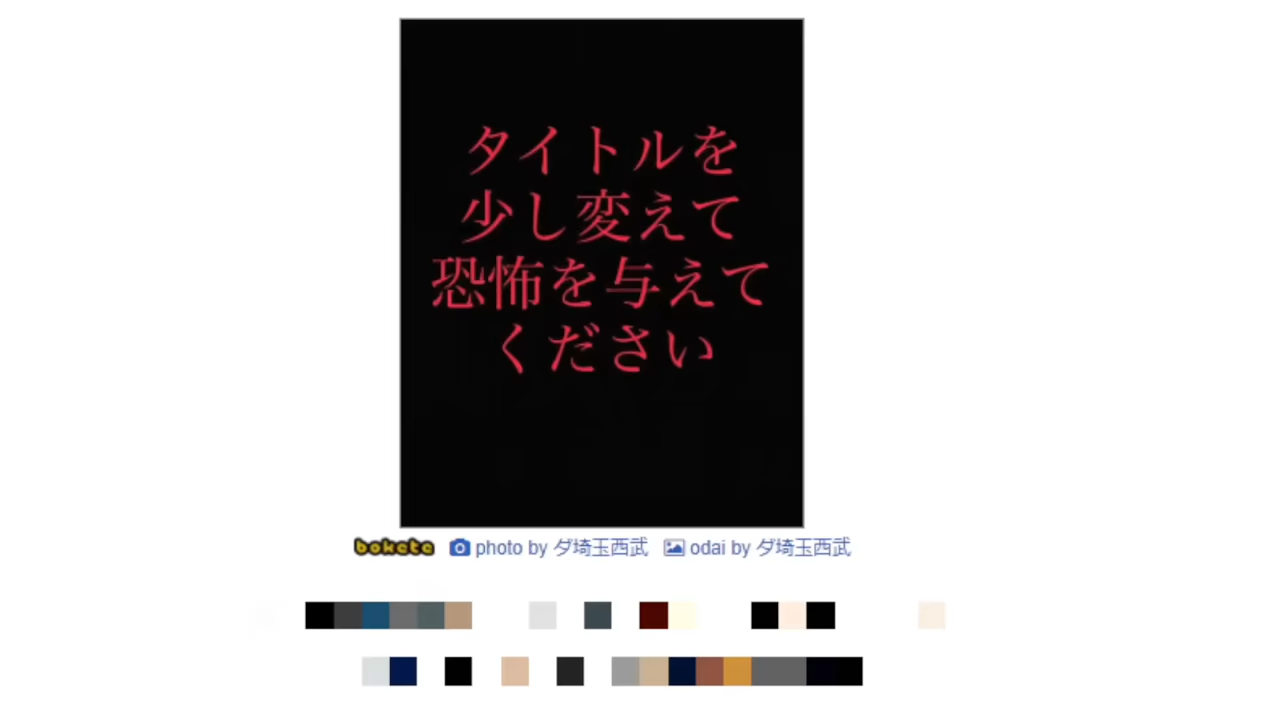 タイトルを
少し変えて
恐怖を与えて
ください
bokete photo by ダ埼玉西武 odai by ダ埼玉西武